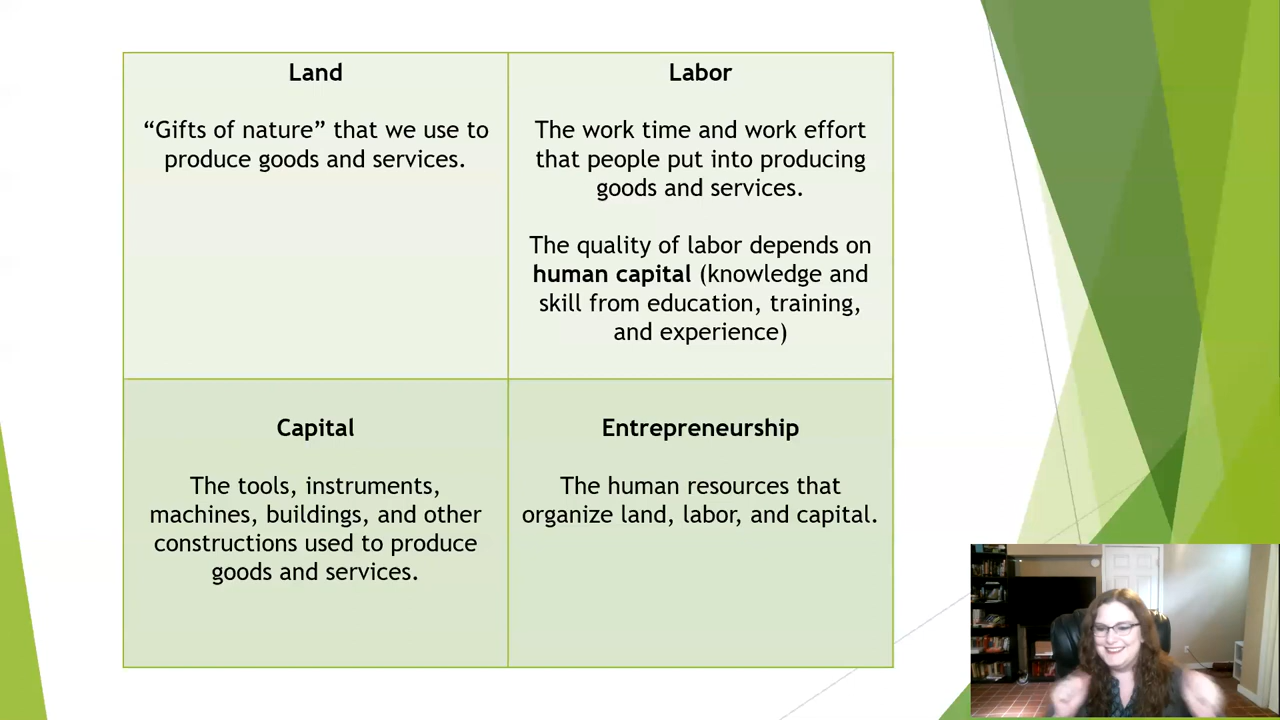 Land
“Gifts of nature” that we use to
produce goods and services.
Labor
The work time and work effort
that people put into producing
goods and services.
The quality of labor depends on
human capital (knowledge and
skill from education, training,
and experience)
Capital
The tools, instruments,
machines, buildings, and other
constructions used to produce
goods and services.
Entrepreneurship
The human resources that
organize land, labor, and capital.